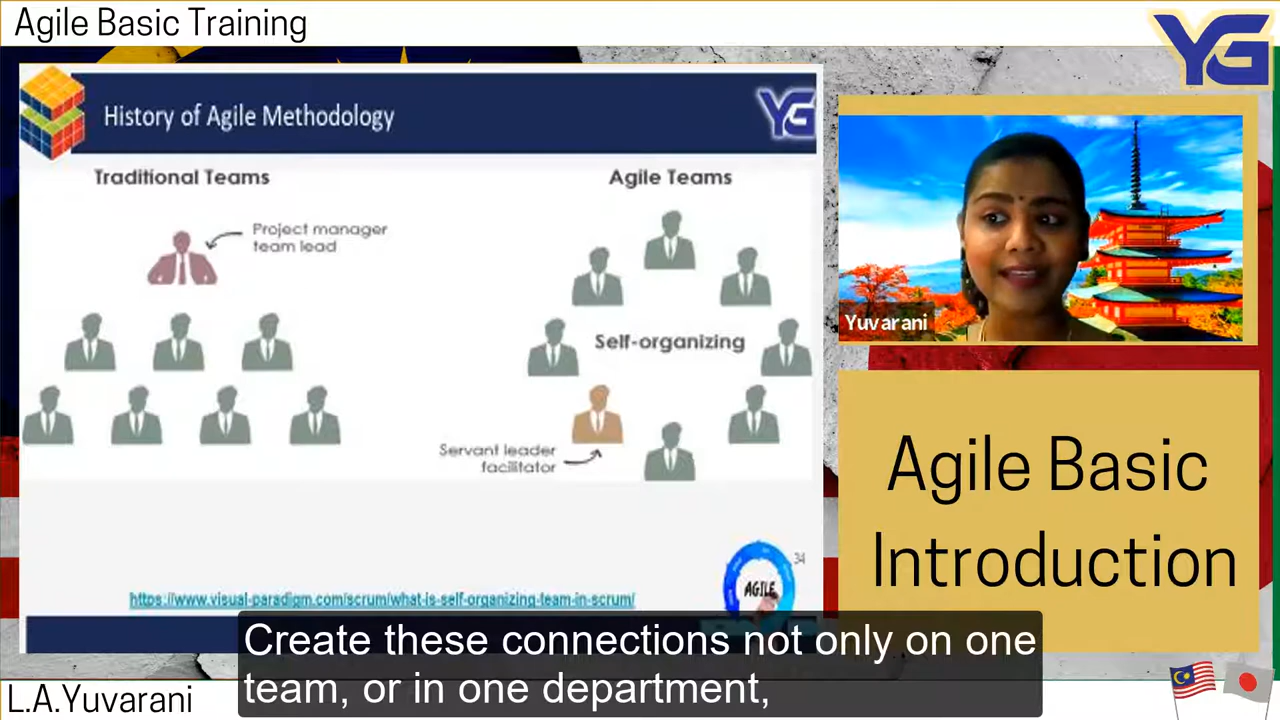 Agile Basic Training
YG
History of Agile Methodology
YG
Traditional Teams
Agile Teams
Project manager
team lead
Self-organizing
Servant leader
facilitator
34
AGILE
https://www.visual-paradigm.com/scrum/what-is-self-organizing-team-in-scrum/
Yuvarani
Agile Basic
Introduction
Create these connections not only on one
team, or in one department,
L.A.Yuvarani